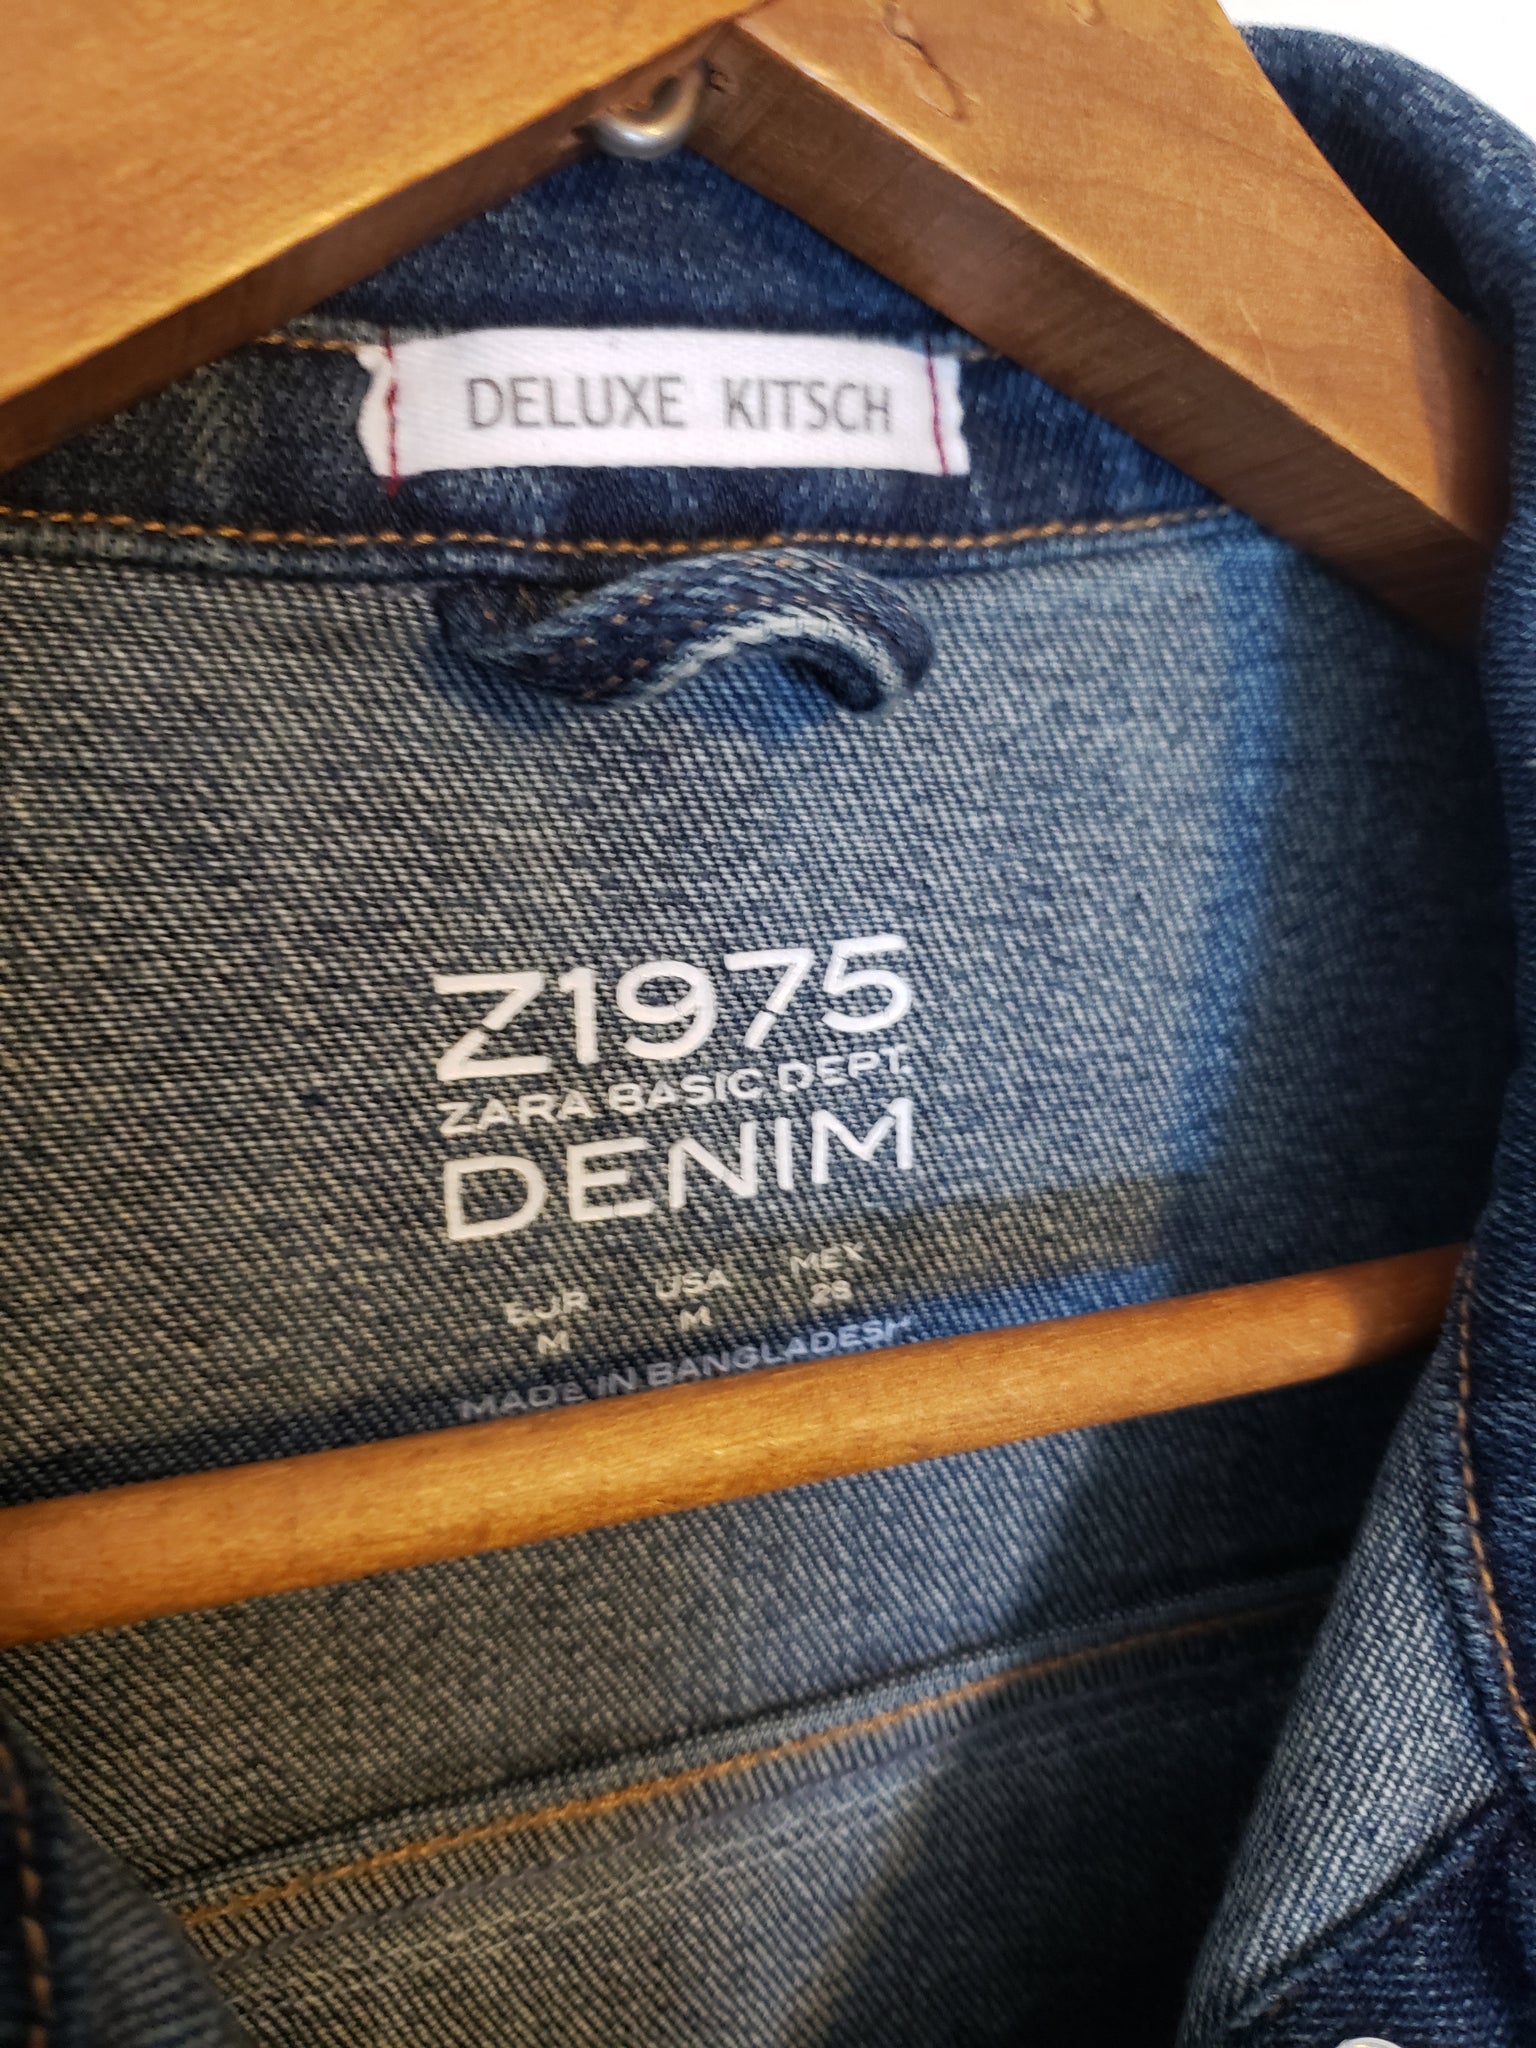 DELUXE KITSCH
Z1975
ZARA BASIC DEPT.
DENIM
EUR USA MEX
M M 28
MADE IN BANGLADESH